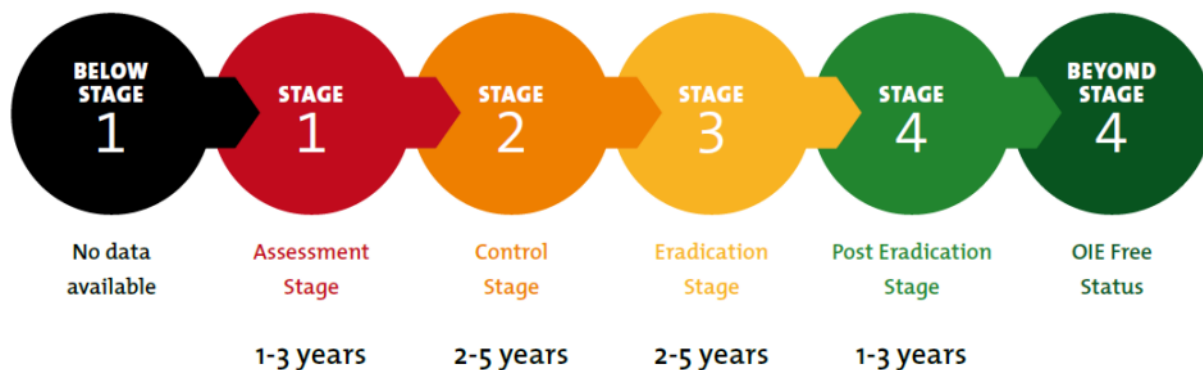 BELOW
STAGE
1
STAGE
1
STAGE
2
STAGE
3
STAGE
4
BEYOND
STAGE
4
No data
available
Assessment
Stage
Control
Stage
Eradication
Stage
Post Eradication
Stage
OIE Free
Status
1-3 years
2-5 years
2-5 years
1-3 years